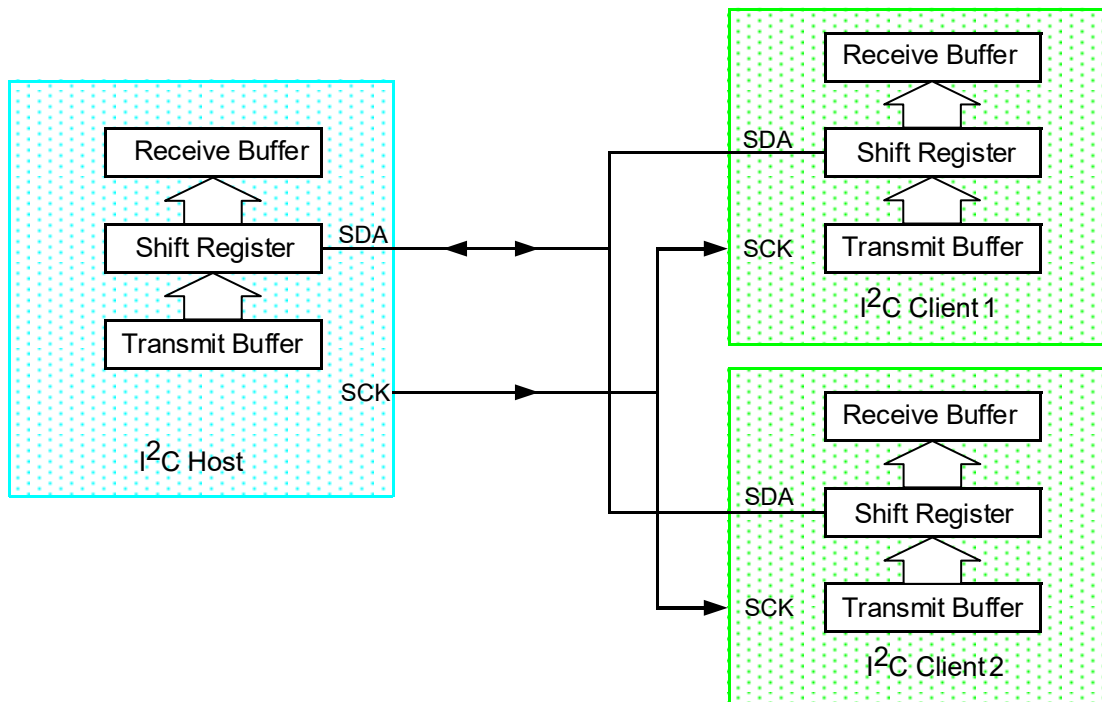 Receive Buffer
Shift Register
Transmit Buffer
SDA
SCK
I²C Host
Receive Buffer
SDA
Shift Register
SCK
Transmit Buffer
I²C Client 1
Receive Buffer
SDA
Shift Register
SCK
Transmit Buffer
I²C Client 2